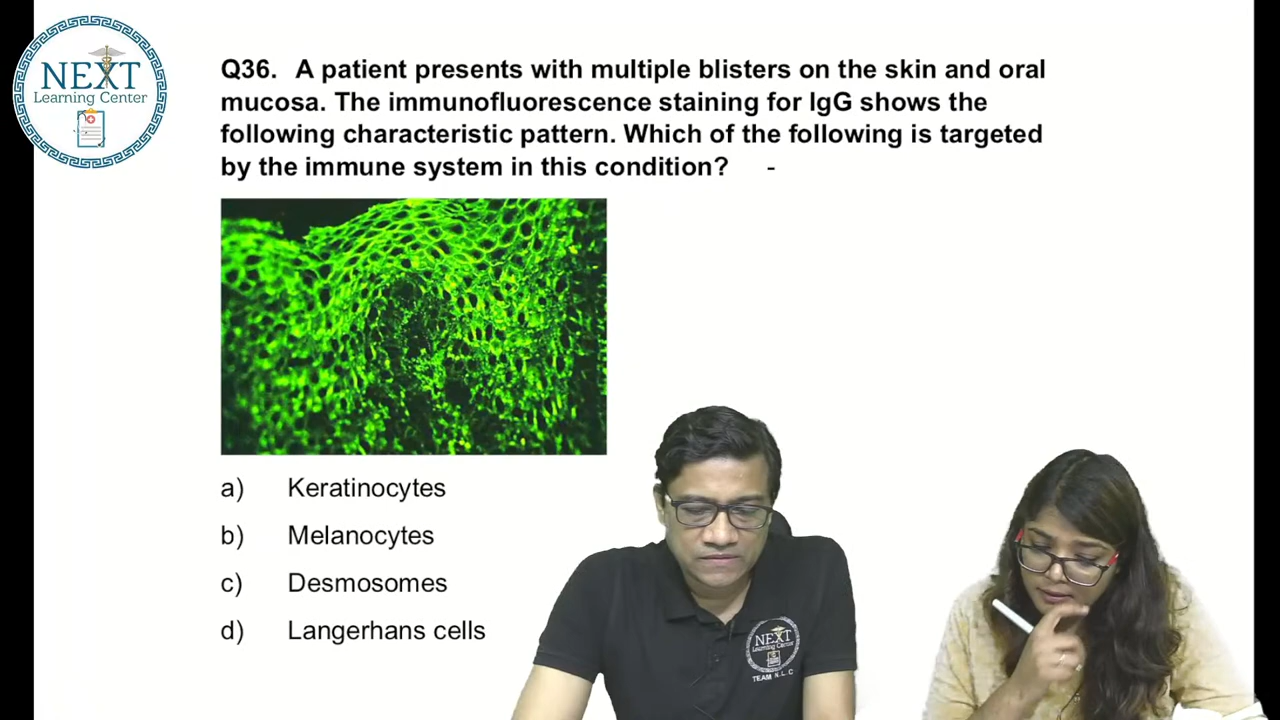 NEXT
Learning Center
Q36. A patient presents with multiple blisters on the skin and oral
mucosa. The immunofluorescence staining for IgG shows the
following characteristic pattern. Which of the following is targeted
by the immune system in this condition? -
a) Keratinocytes
b) Melanocytes
c) Desmosomes
d) Langerhans cells
NEXT
Learning Center
TEAM N.L.C